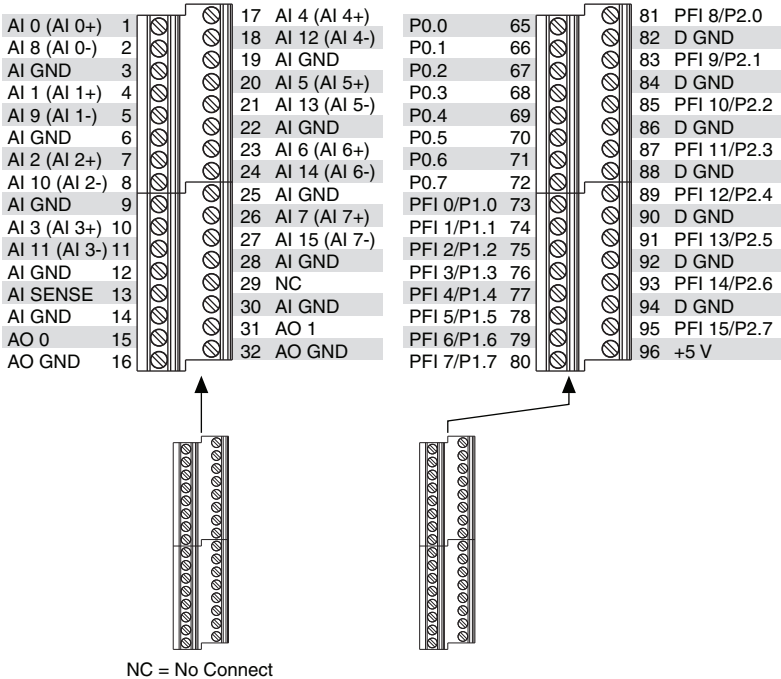 AI 0 (AI 0+) 1
AI 8 (AI 0-) 2
AI GND 3
AI 1 (AI 1+) 4
AI 9 (AI 1-) 5
AI GND 6
AI 2 (AI 2+) 7
AI 10 (AI 2-) 8
AI GND 9
AI 3 (AI 3+) 10
AI 11 (AI 3-) 11
AI GND 12
AI SENSE 13
AI GND 14
AO 0 15
AO GND 16
17 AI 4 (AI 4+)
18 AI 12 (AI 4-)
19 AI GND
20 AI 5 (AI 5+)
21 AI 13 (AI 5-)
22 AI GND
23 AI 6 (AI 6+)
24 AI 14 (AI 6-)
25 AI GND
26 AI 7 (AI 7+)
27 AI 15 (AI 7-)
28 AI GND
29 NC
30 AI GND
31 AO 1
32 AO GND
P0.0 65
P0.1 66
P0.2 67
P0.3 68
P0.4 69
P0.5 70
P0.6 71
P0.7 72
PFI 0/P1.0 73
PFI 1/P1.1 74
PFI 2/P1.2 75
PFI 3/P1.3 76
PFI 4/P1.4 77
PFI 5/P1.5 78
PFI 6/P1.6 79
PFI 7/P1.7 80
81 PFI 8/P2.0
82 D GND
83 PFI 9/P2.1
84 D GND
85 PFI 10/P2.2
86 D GND
87 PFI 11/P2.3
88 D GND
89 PFI 12/P2.4
90 D GND
91 PFI 13/P2.5
92 D GND
93 PFI 14/P2.6
94 D GND
95 PFI 15/P2.7
96 +5 V
NC = No Connect